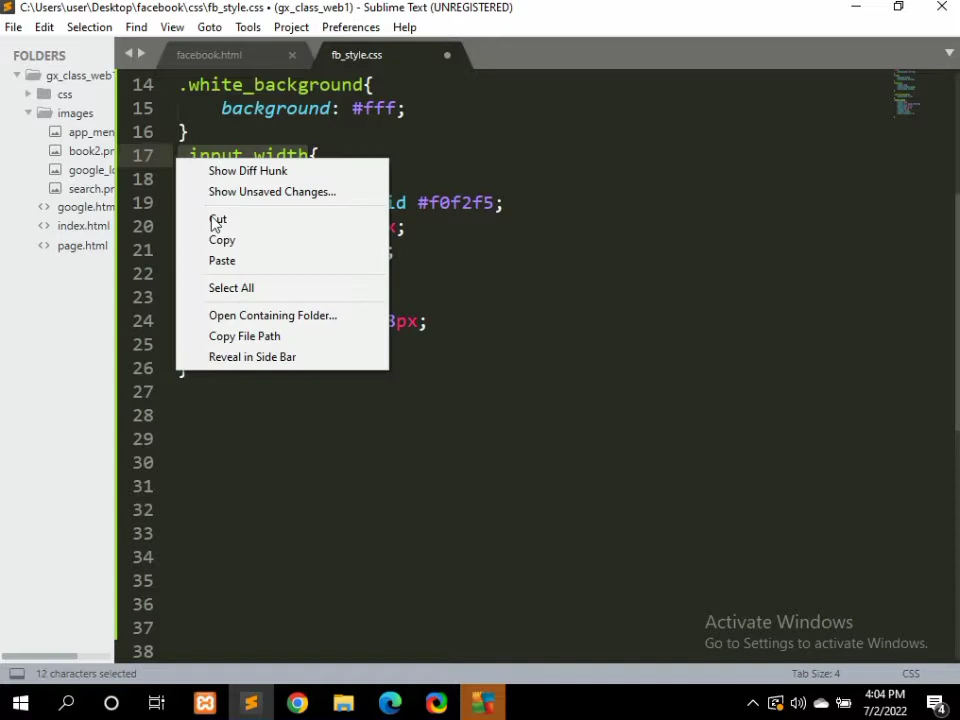 C:\Users\user\Desktop\facebook\css\fb_style.css • (gx_class_web1) - Sublime Text (UNREGISTERED)
File Edit Selection Find View Goto Tools Project Preferences Help
FOLDERS
gx_class_web1
css
images
app_men
book2.pr
google_lo
search.pr
google.htm
index.html
page.html
facebook.html
fb_style.css
14 .white_background{
15 background: #fff;
16 }
17 .input_width{
18
19 id #f0f2f5;
20 x;
21 ;
22
23
24 8px;
25
26 }
27
28
29
30
31
32
33
34
35
36
37
38
Show Diff Hunk
Show Unsaved Changes...
Cut
Copy
Paste
Select All
Open Containing Folder...
Copy File Path
Reveal in Side Bar
Activate Windows
Go to Settings to activate Windows.
12 characters selected
Tab Size: 4
CSS
4:04 PM
7/2/2022
4